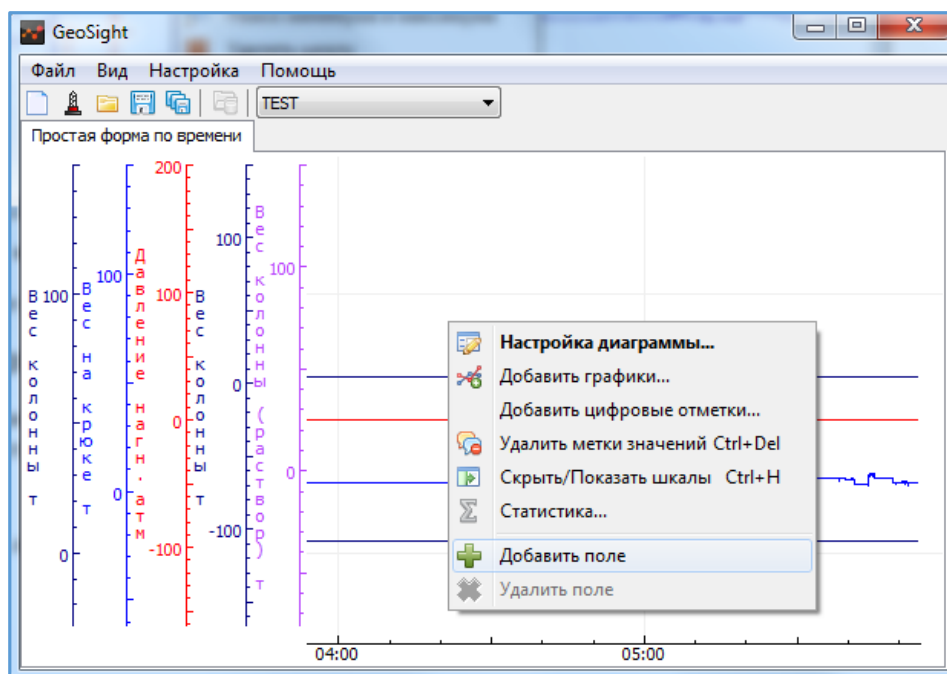 GeoSight
Файл Вид Настройка Помощь
TEST
Простая форма по времени
Вес колонны т
100
0
Вес на крюке т
100
0
Давление нагн.атм
200
100
0
-100
Вес колонны т
100
0
-100
Вес колонны (раствор) т
100
0
Настройка диаграммы...
Добавить графики...
Добавить цифровые отметки...
Удалить метки значений Ctrl+Del
Скрыть/Показать шкалы Ctrl+H
Статистика...
Добавить поле
Удалить поле
04:00 05:00